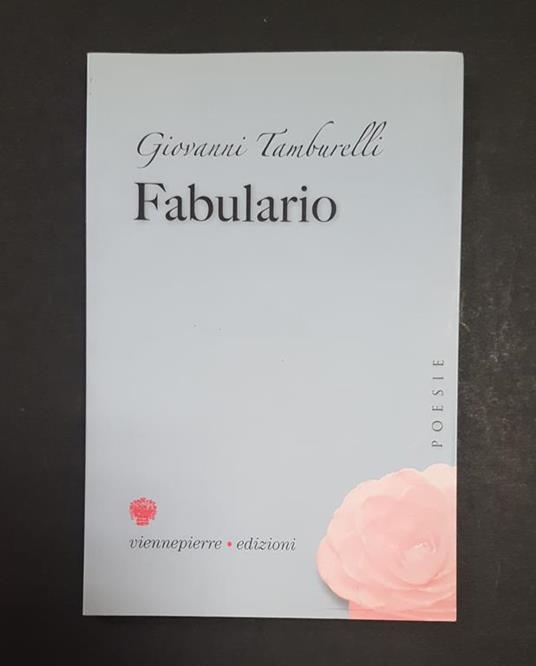 Giovanni Tamburelli
Fabulario
POESIE
viennepierre • edizioni